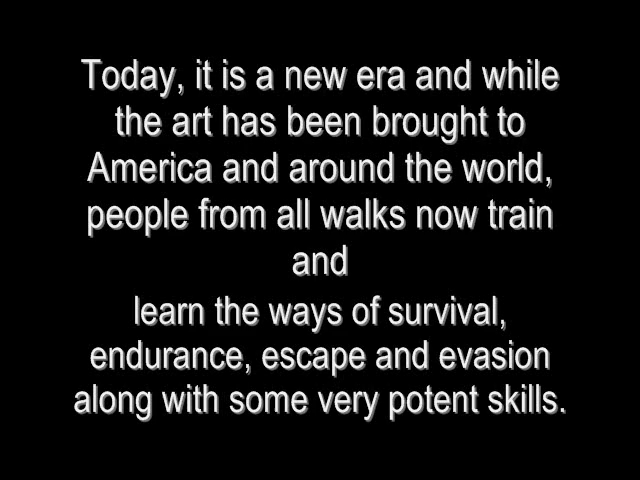 Today, it is a new era and while
the art has been brought to
America and around the world,
people from all walks now train
and
learn the ways of survival,
endurance, escape and evasion
along with some very potent skills.